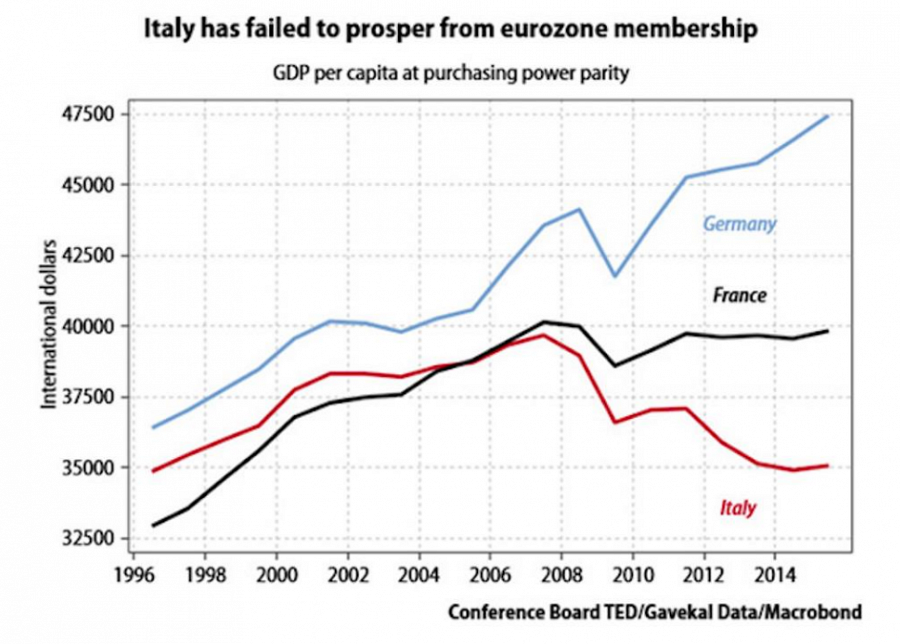 Italy has failed to prosper from eurozone membership
GDP per capita at purchasing power parity
International dollars
47500
45000
42500
40000
37500
35000
32500
Germany
France
Italy
1996 1998 2000 2002 2004 2006 2008 2010 2012 2014
Conference Board TED/Gavekal Data/Macrobond